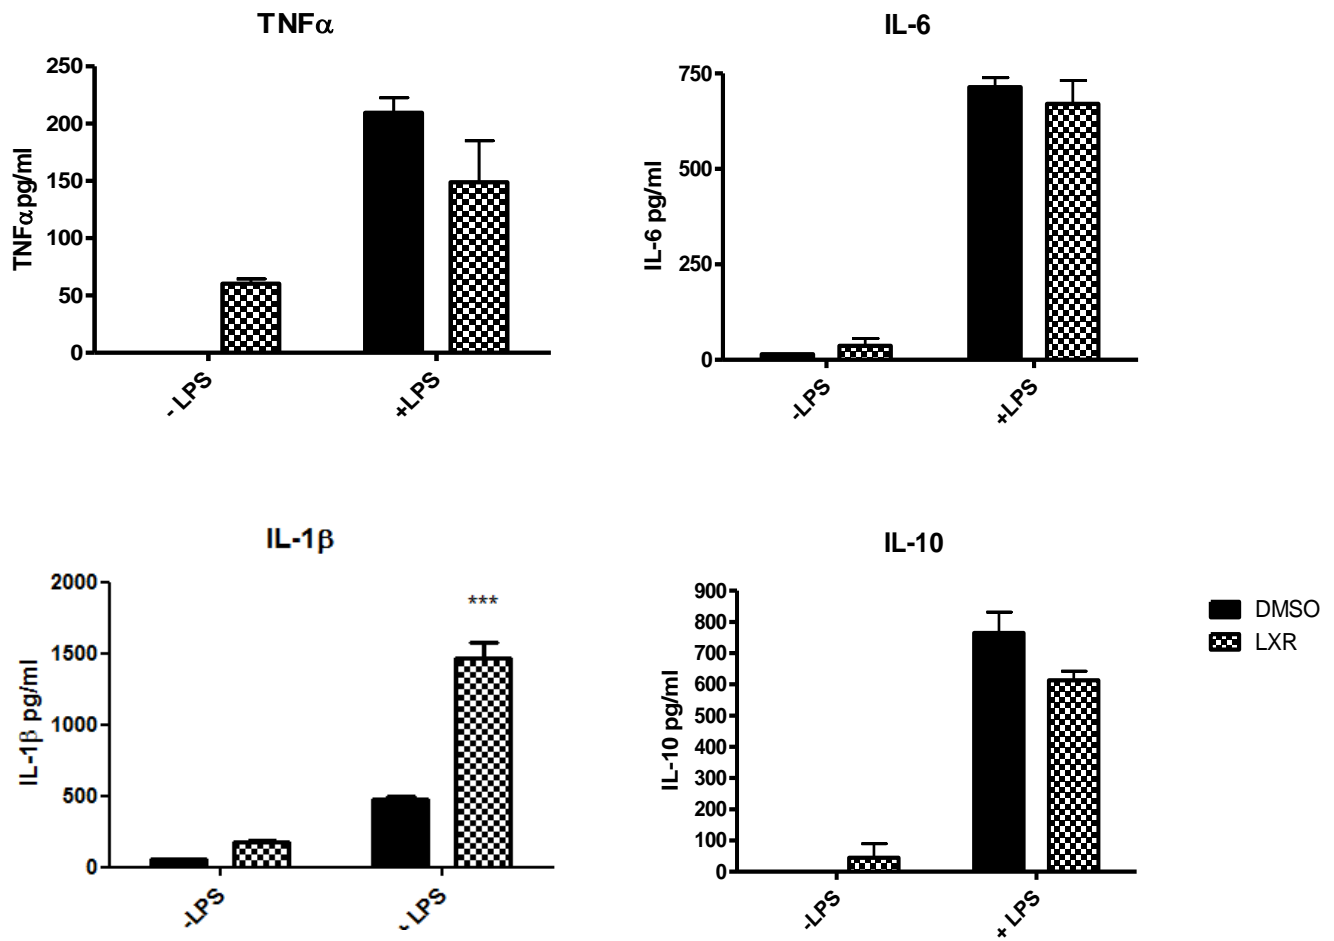 TNFα
TNFαpg/ml
250
200
150
100
50
0
- LPS
+LPS
IL-6
IL-6 pg/ml
750
500
250
0
-LPS
+LPS
IL-1β
IL-1β pg/ml
2000
1500
1000
500
0
***
-LPS
+ LPS
IL-10
IL-10 pg/ml
900
800
700
600
500
400
300
200
100
0
-LPS
+ LPS
DMSO
LXR